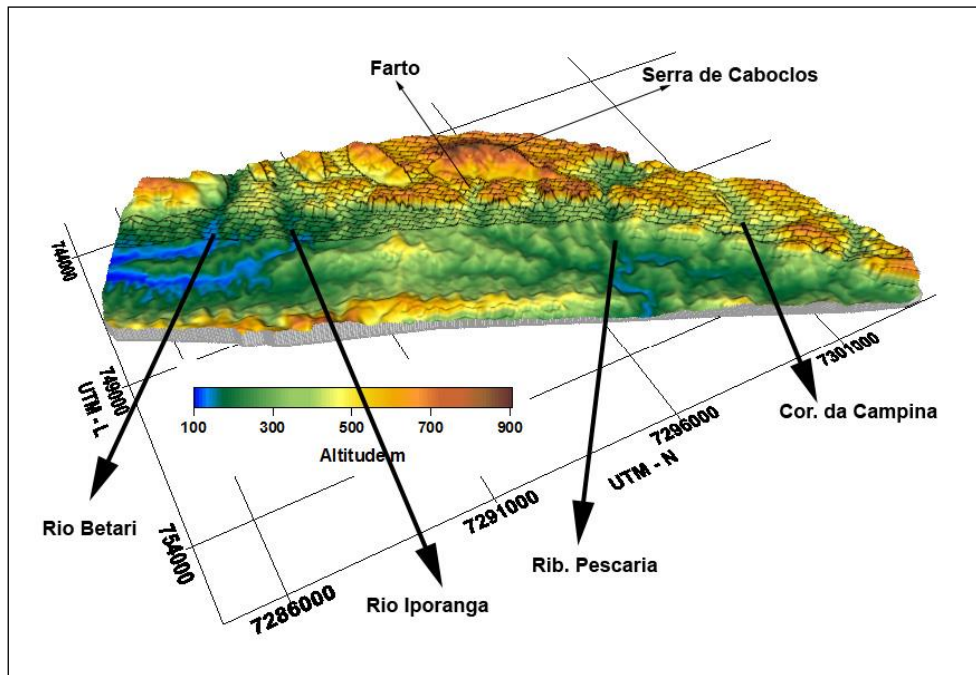 Farto
Serra de Caboclos
744000
749000
UTM - L
754000
100 300 500 700 900
Altitude m
7301000
7296000
UTM - N
7291000
7286000
Cor. da Campina
Rio Betari
Rib. Pescaria
Rio Iporanga